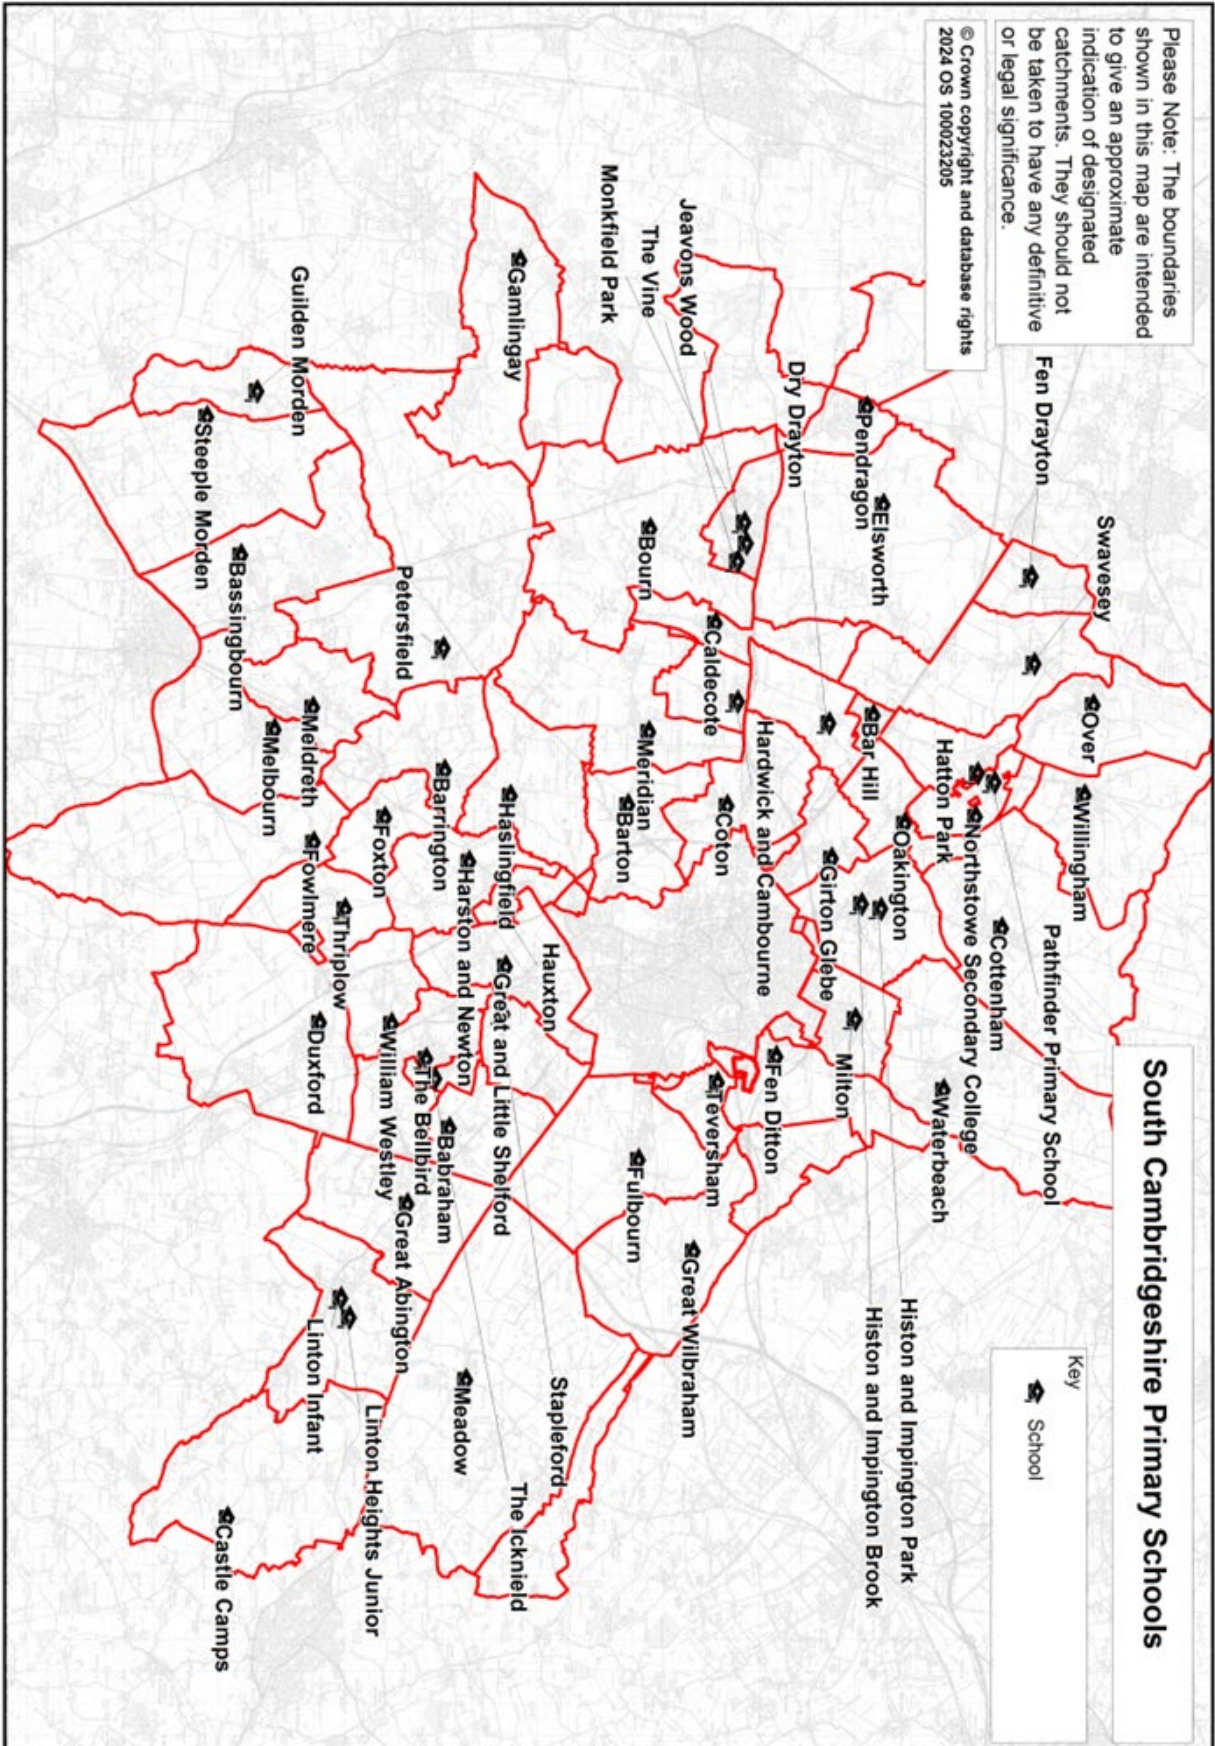 South Cambridgeshire Primary Schools
Please Note: The boundaries
shown in this map are intended
to give an approximate
indication of designated
catchments. They should not
be taken to have any definitive
or legal significance.
© Crown copyright and database rights
2024 OS 100023205
Key
School
Fen Drayton
Swavesey
Over
Willingham
Pathfinder Primary School
Cottenham
Northstowe Secondary College
Hatton Park
Waterbeach
Elsworth
Pendragon
Bar Hill
Oakington
Histon and Impington Park
Histon and Impington Brook
Milton
Girton Glebe
Dry Drayton
Fen Ditton
Hardwick and Cambourne
Jeavons Wood
The Vine
Monkfield Park
Caldecote
Coton
Teversham
Great Wilbraham
Bourn
Meridian
Barton
Fulbourn
Gamlingay
Haslingfield
Hauxton
Great and Little Shelford
Stapleford
The Icknield
Harston and Newton
Meadow
Barrington
Babraham
The Bellbird
Petersfield
Foxton
William Westley
Great Abington
Linton Heights Junior
Linton Infant
Thriplow
Duxford
Fowlmere
Meldreth
Melbourn
Guilden Morden
Bassingbourn
Steeple Morden
Castle Camps